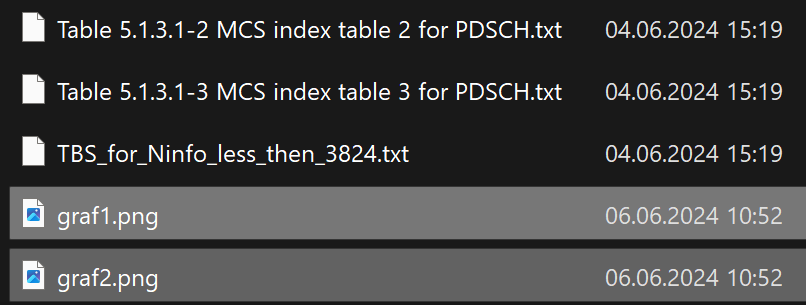 Table 5.1.3.1-2 MCS index table 2 for PDSCH.txt 04.06.2024 15:19
Table 5.1.3.1-3 MCS index table 3 for PDSCH.txt 04.06.2024 15:19
TBS_for_Ninfo_less_then_3824.txt 04.06.2024 15:19
graf1.png 06.06.2024 10:52
graf2.png 06.06.2024 10:52